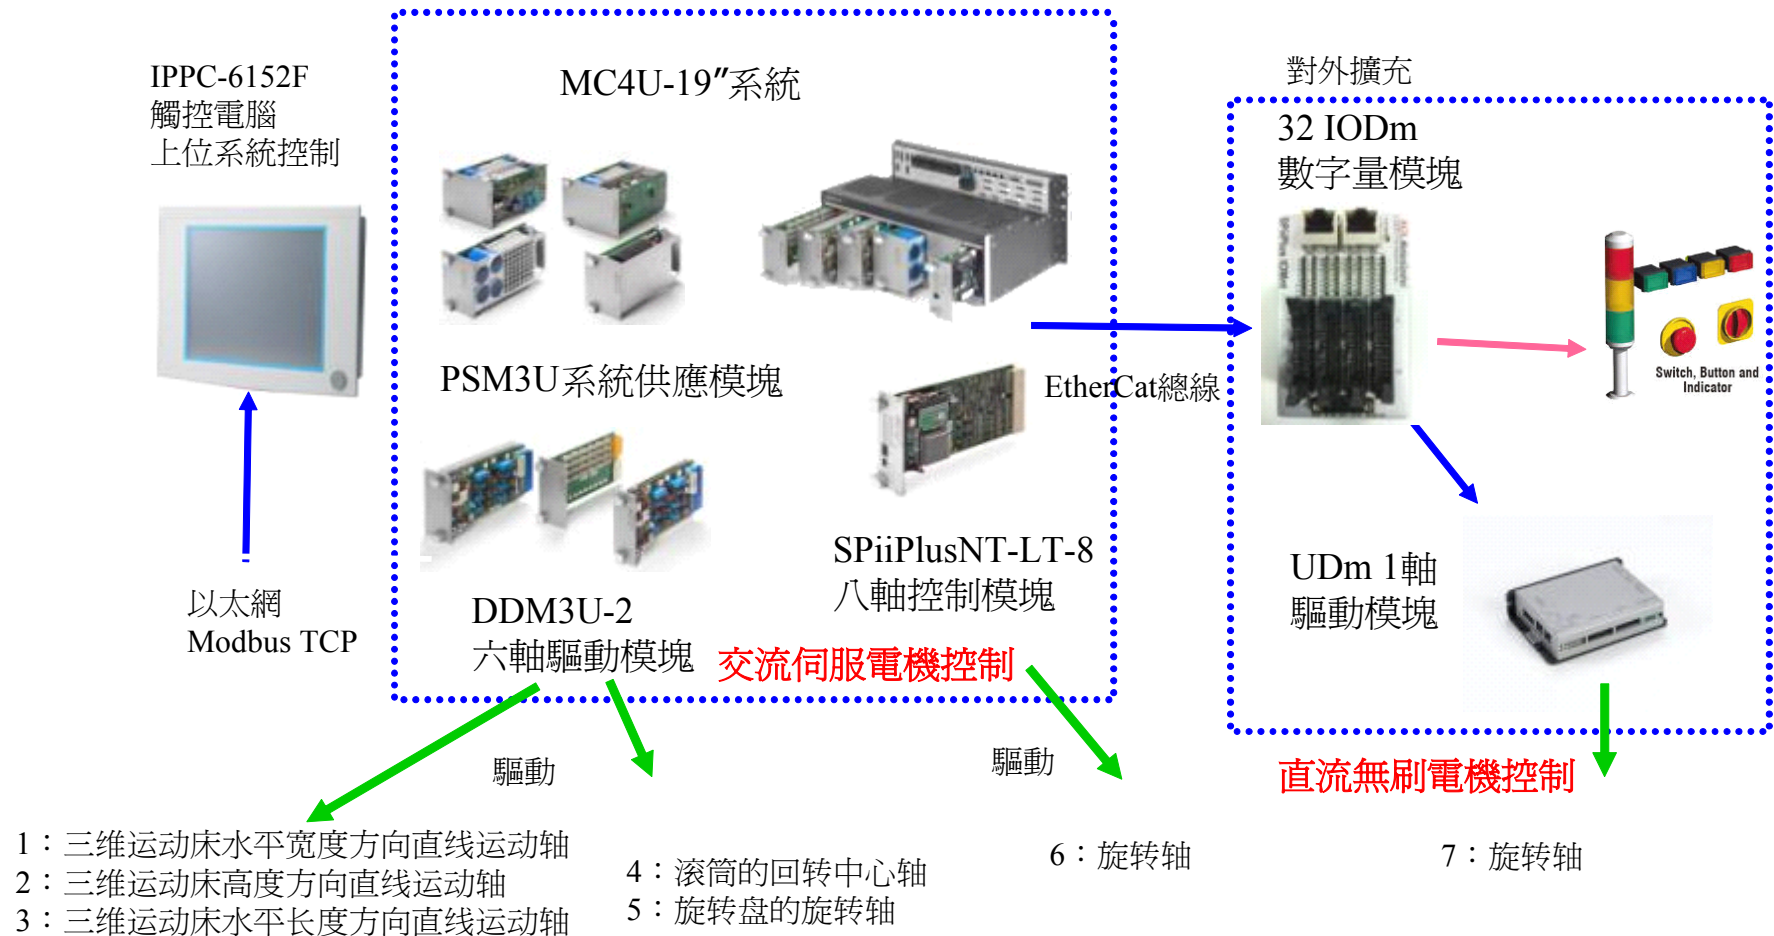 IPPC-6152F
觸控電腦
上位系統控制
MC4U-19″系統
對外擴充
32 IODm
數字量模塊
PSM3U系統供應模塊
EtherCat總線
Switch, Button and
Indicator
SPiiPlusNT-LT-8
八軸控制模塊
UDm 1軸
驅動模塊
以太網
Modbus TCP
DDM3U-2
六軸驅動模塊
交流伺服電機控制
驅動
驅動
直流無刷電機控制
1：三维运动床水平宽度方向直线运动轴
2：三维运动床高度方向直线运动轴
3：三维运动床水平长度方向直线运动轴
4：滚筒的回转中心轴
5：旋转盘的旋转轴
6：旋转轴
7：旋转轴